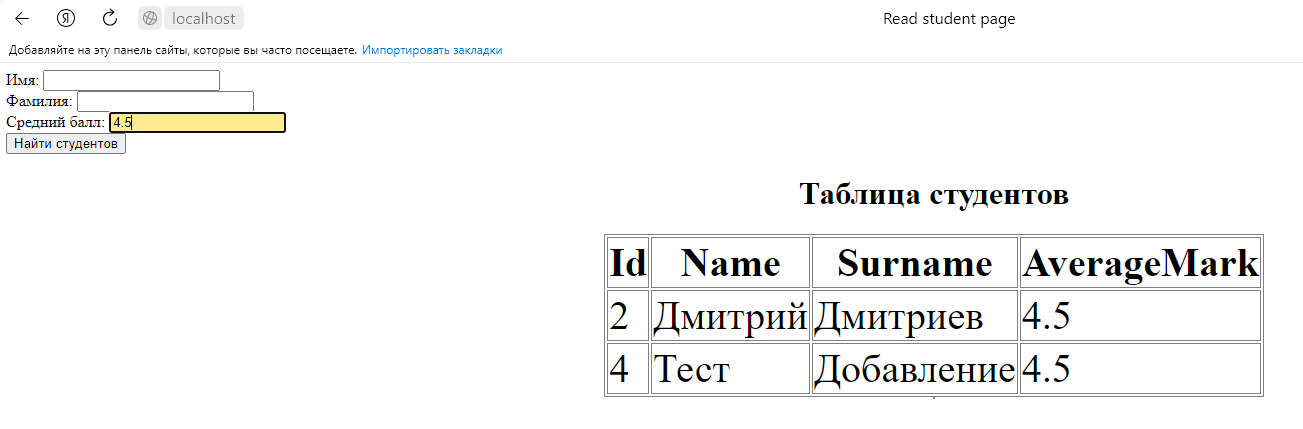 Я localhost Read student page
Добавляйте на эту панель сайты, которые вы часто посещаете. Импортировать закладки
Имя:
Фамилия:
Средний балл: 4.5
Найти студентов
Таблица студентов
Id Name Surname AverageMark
2 Дмитрий Дмитриев 4.5
4 Тест Добавление 4.5